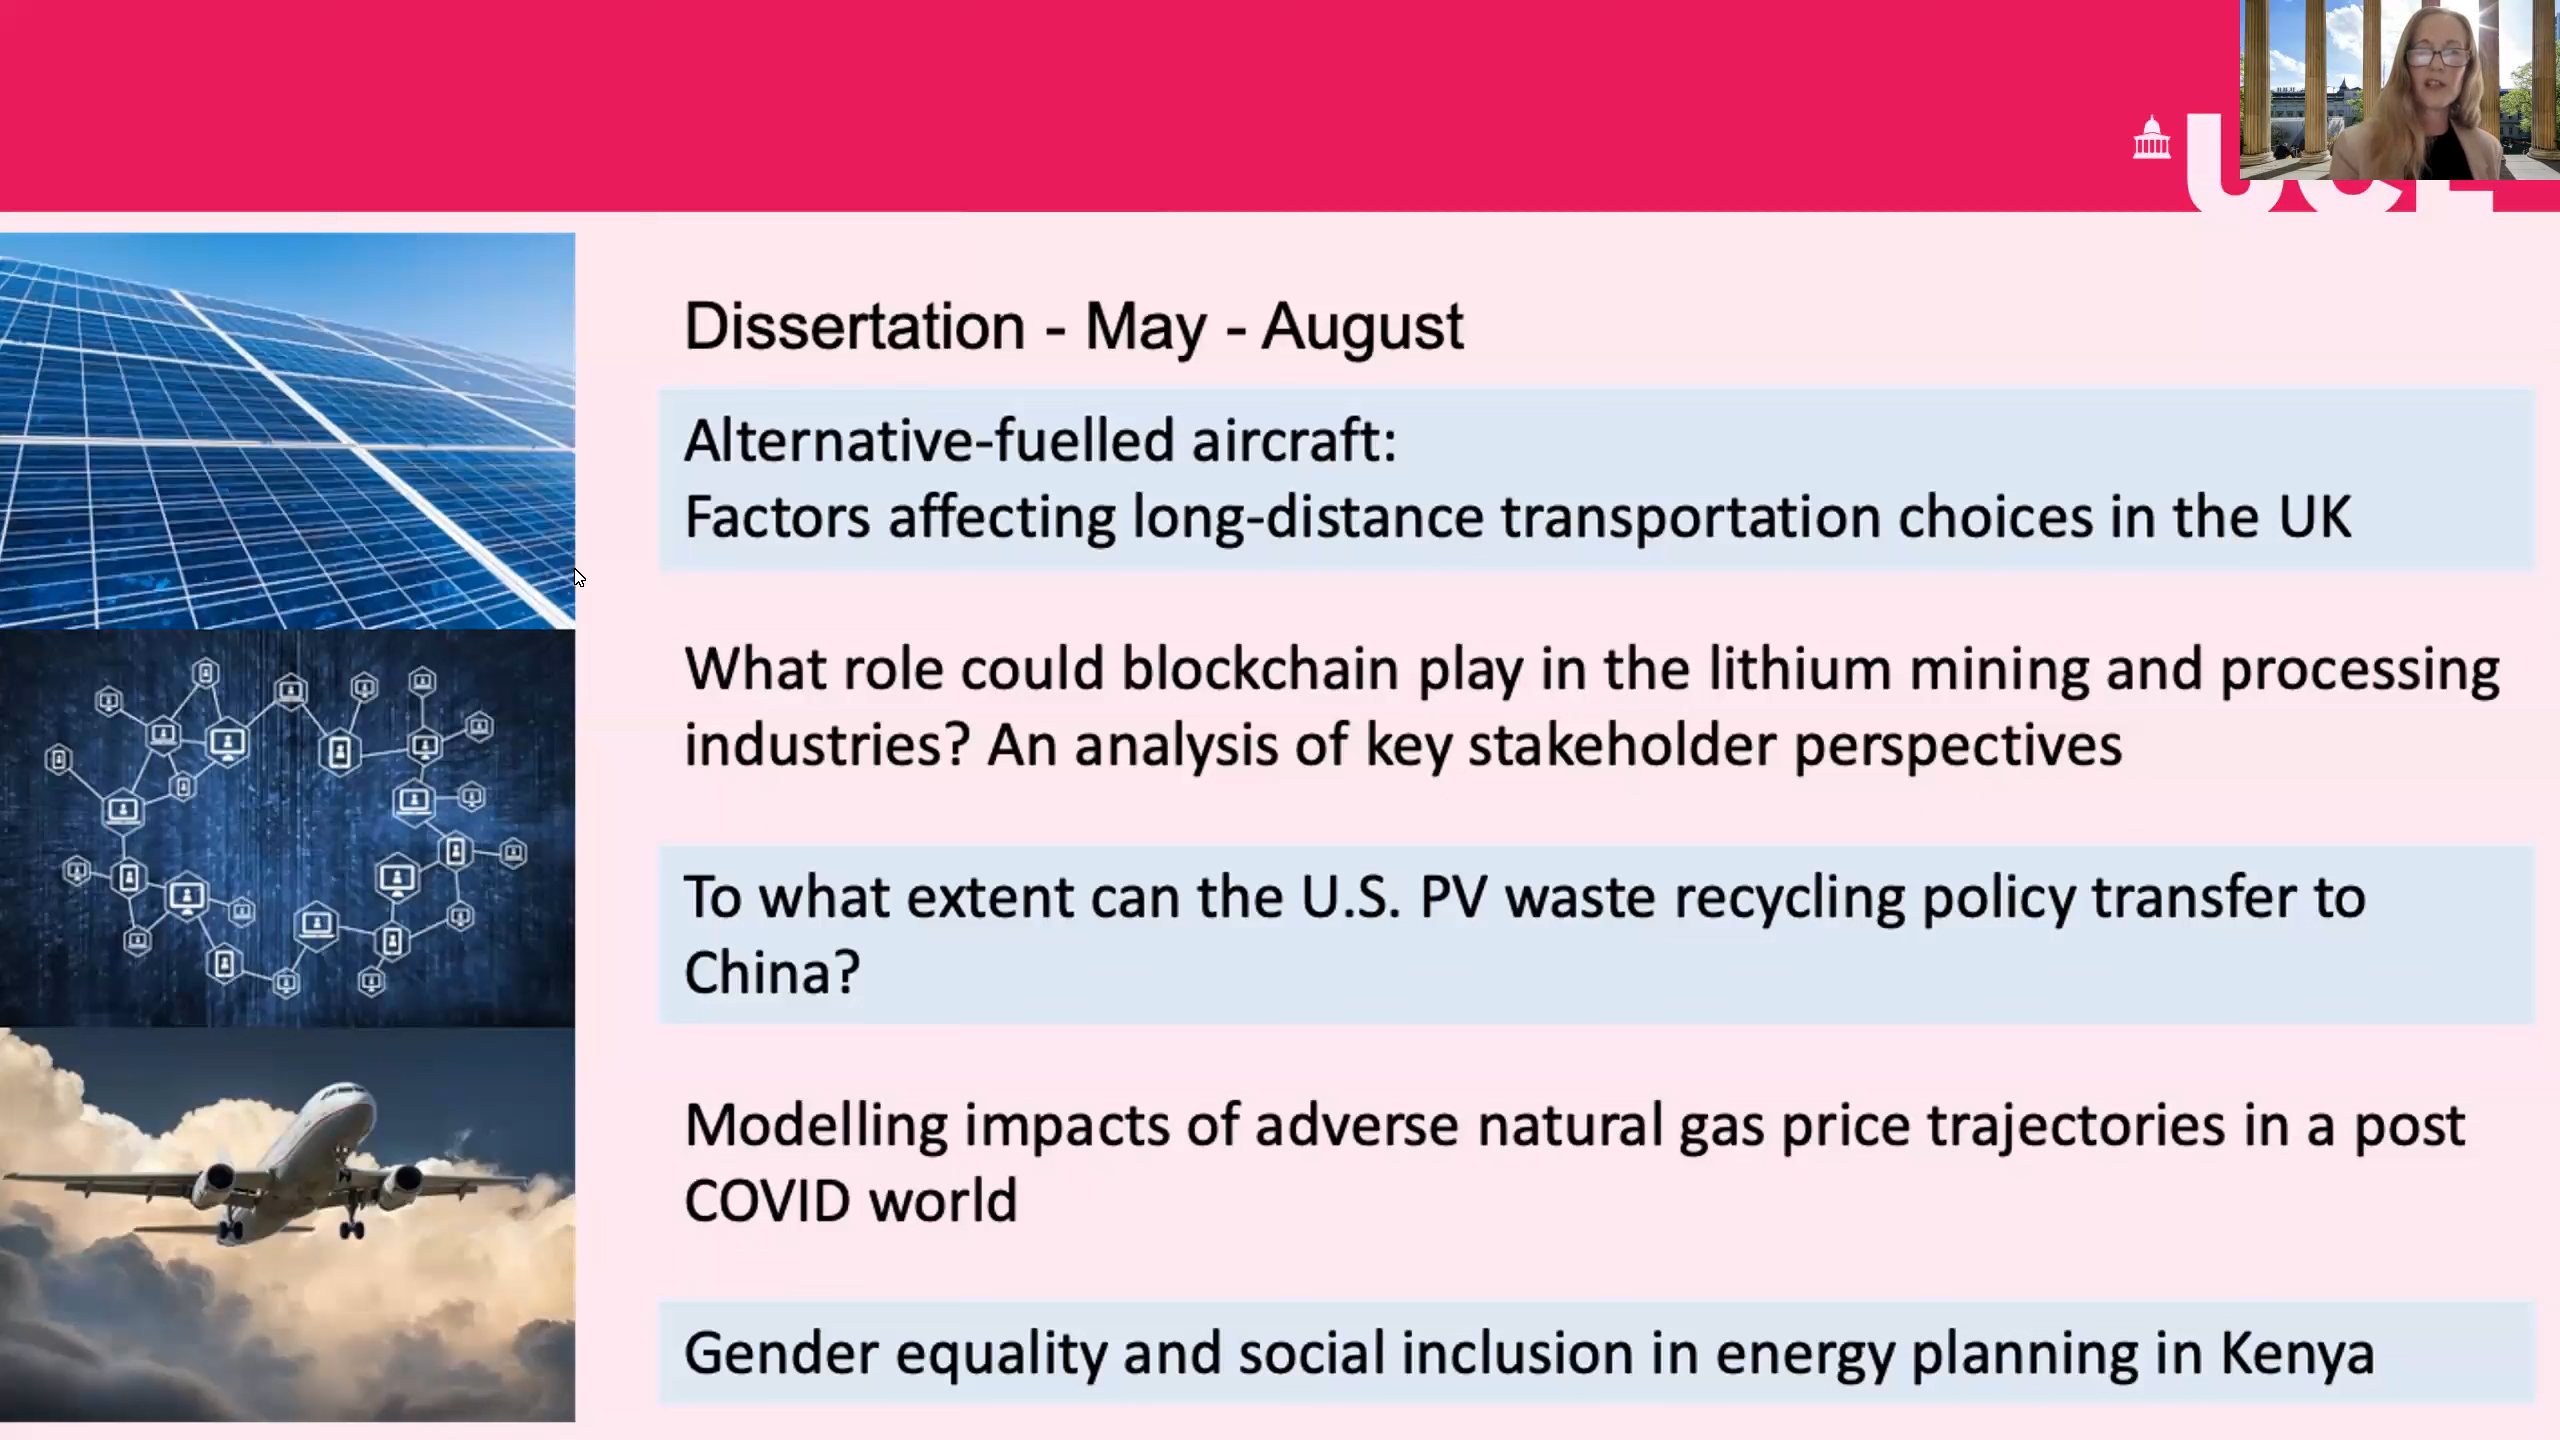 UCL
Dissertation - May - August
Alternative-fuelled aircraft:
Factors affecting long-distance transportation choices in the UK
What role could blockchain play in the lithium mining and processing
industries? An analysis of key stakeholder perspectives
To what extent can the U.S. PV waste recycling policy transfer to
China?
Modelling impacts of adverse natural gas price trajectories in a post
COVID world
Gender equality and social inclusion in energy planning in Kenya